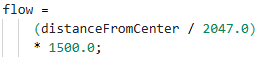 flow =
(distanceFromCenter / 2047.0)
* 1500.0;